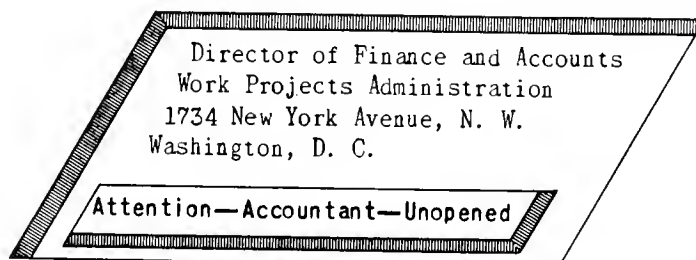 Director of Finance and Accounts
Work Projects Administration
1734 New York Avenue, N. W.
Washington, D. C.
Attention—Accountant—Unopened